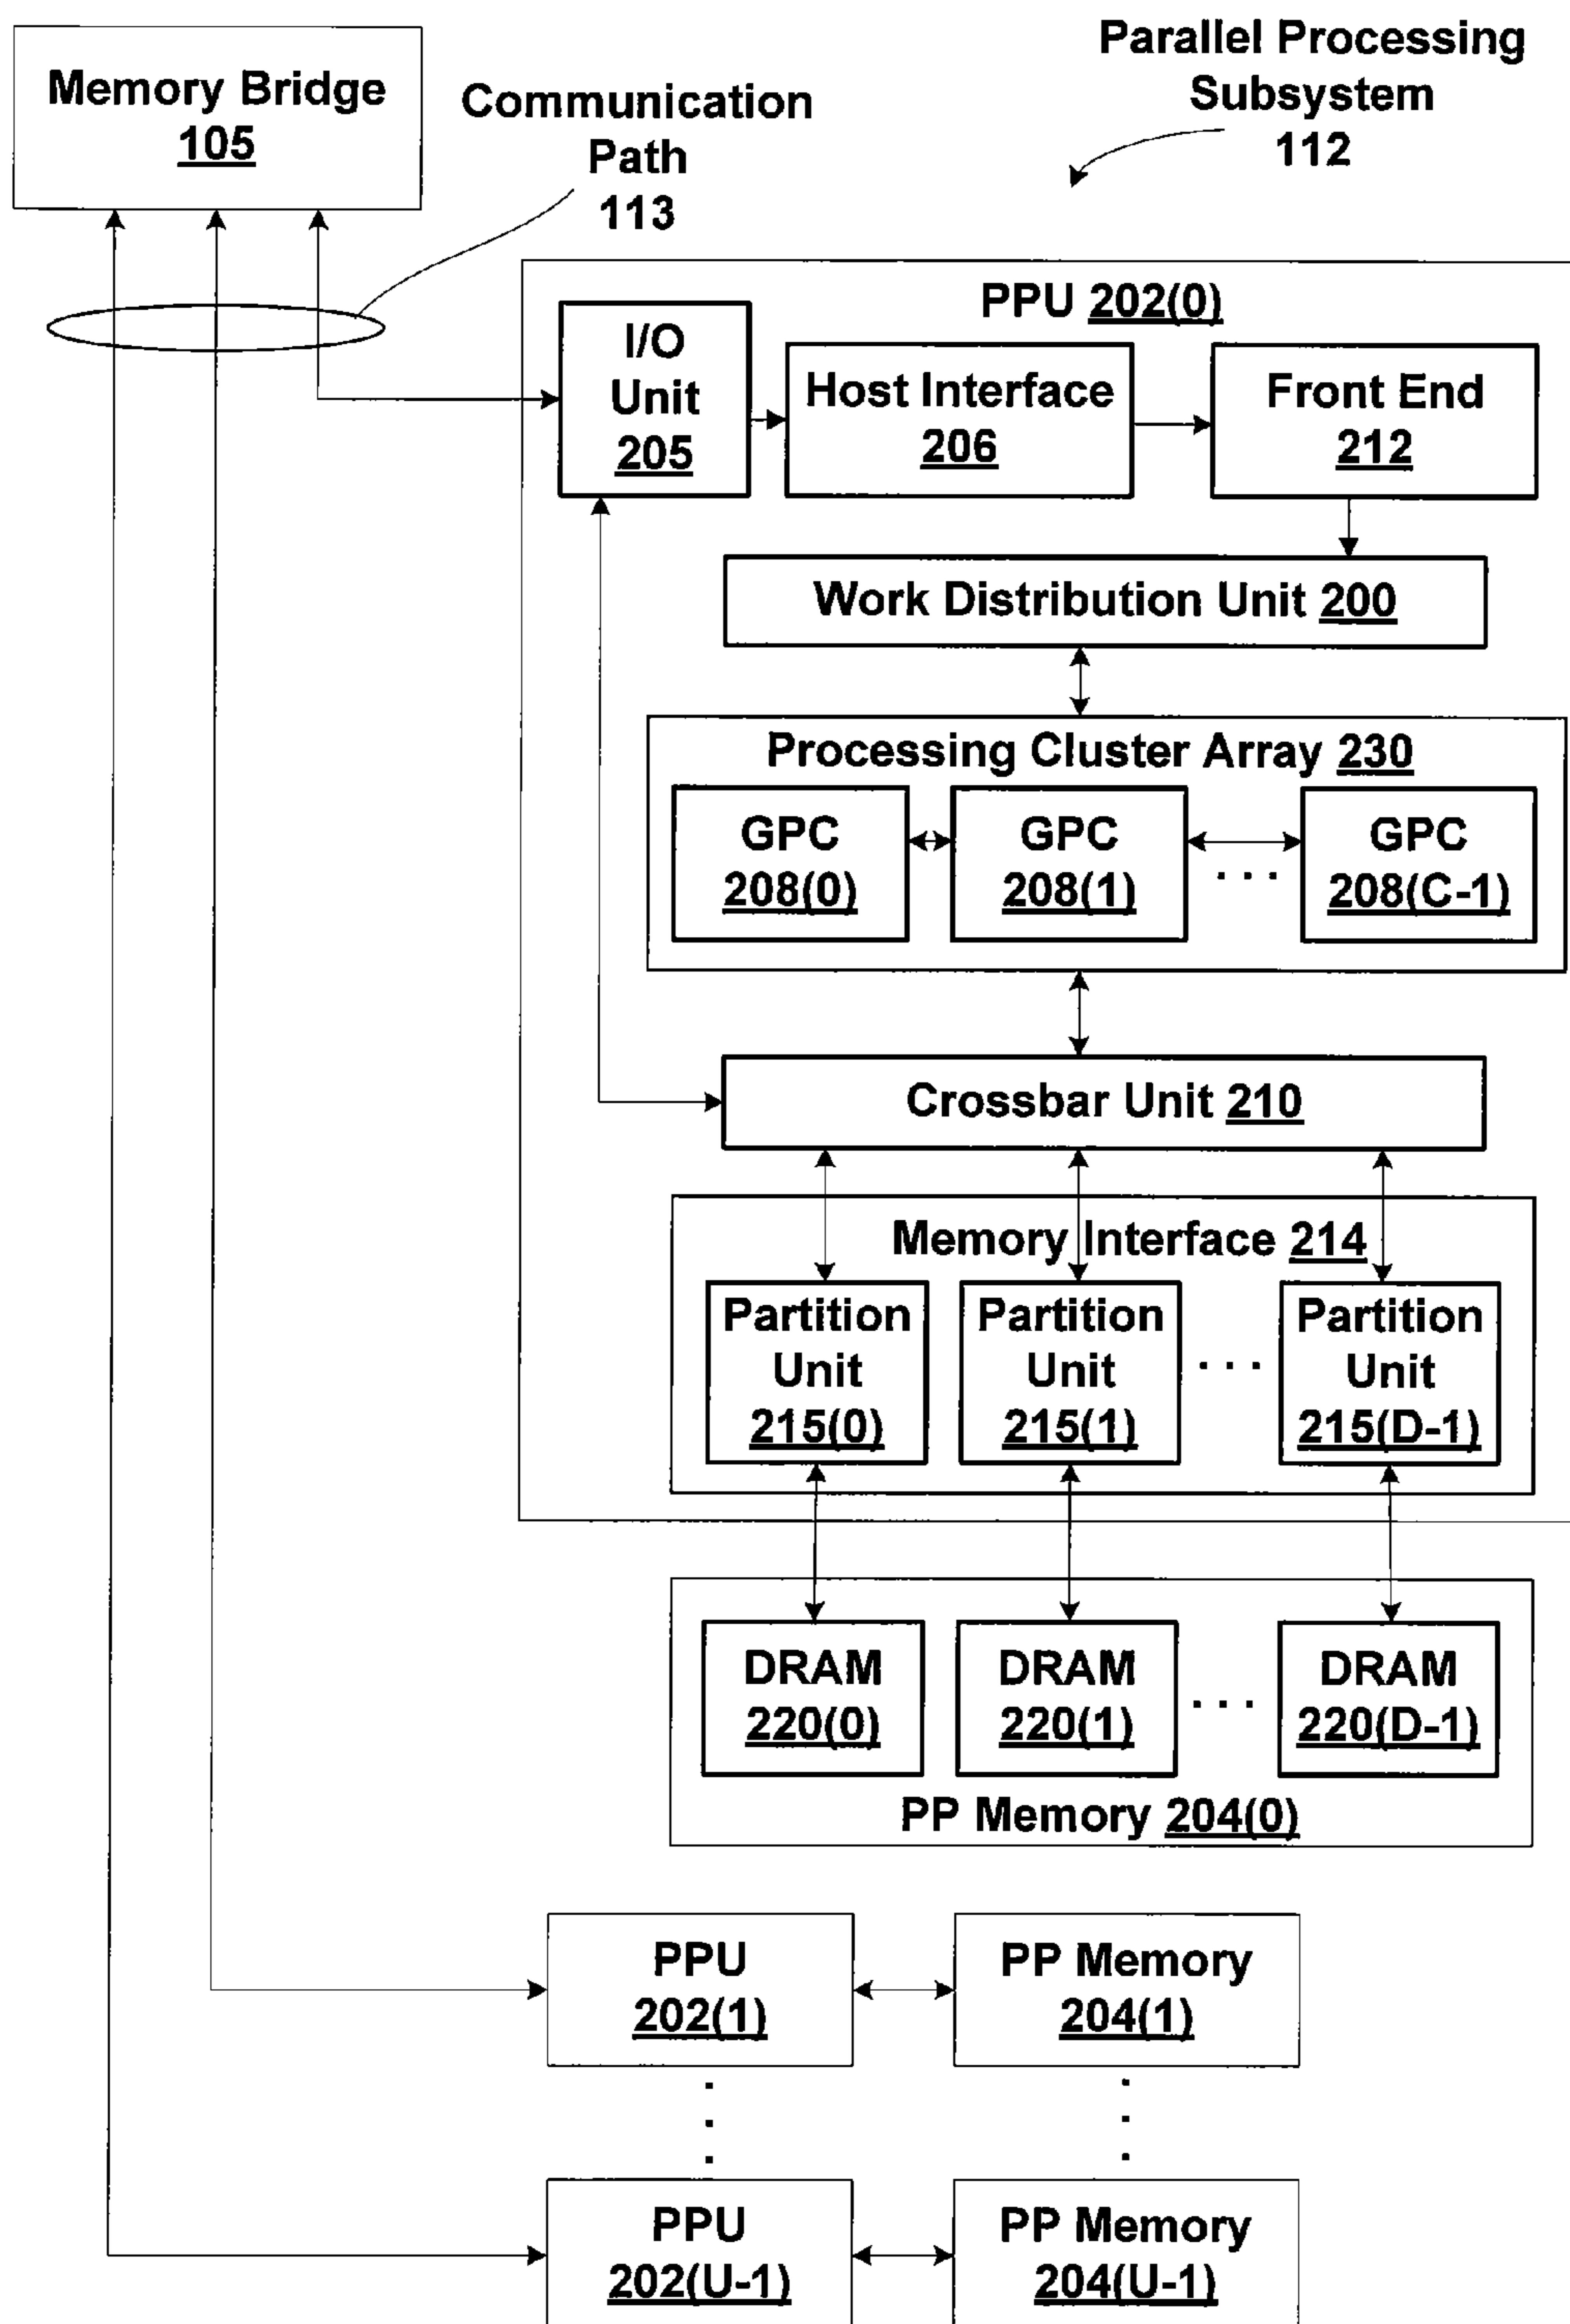 Memory Bridge
105
Communication
Path
113
Parallel Processing
Subsystem
112
PPU 202(0)
I/O
Unit
205
Host Interface
206
Front End
212
Work Distribution Unit 200
Processing Cluster Array 230
GPC
208(0)
GPC
208(1)
. . .
GPC
208(C-1)
Crossbar Unit 210
Memory Interface 214
Partition
Unit
215(0)
Partition
Unit
215(1)
. . .
Partition
Unit
215(D-1)
DRAM
220(0)
DRAM
220(1)
. . .
DRAM
220(D-1)
PP Memory 204(0)
PPU
202(1)
PP Memory
204(1)
PPU
202(U-1)
PP Memory
204(U-1)